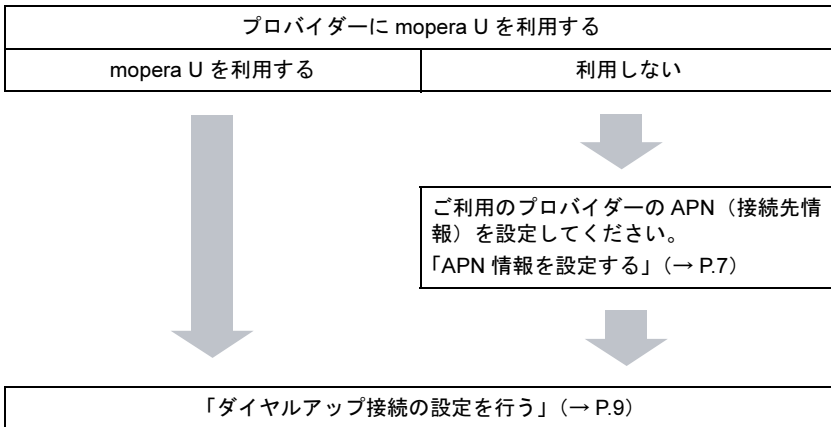 プロバイダーに mopera U を利用する
mopera U を利用する
利用しない
ご利用のプロバイダーの APN（接続先情
報）を設定してください。
「APN 情報を設定する」（→ P.7）
「ダイヤルアップ接続の設定を行う」（→ P.9）